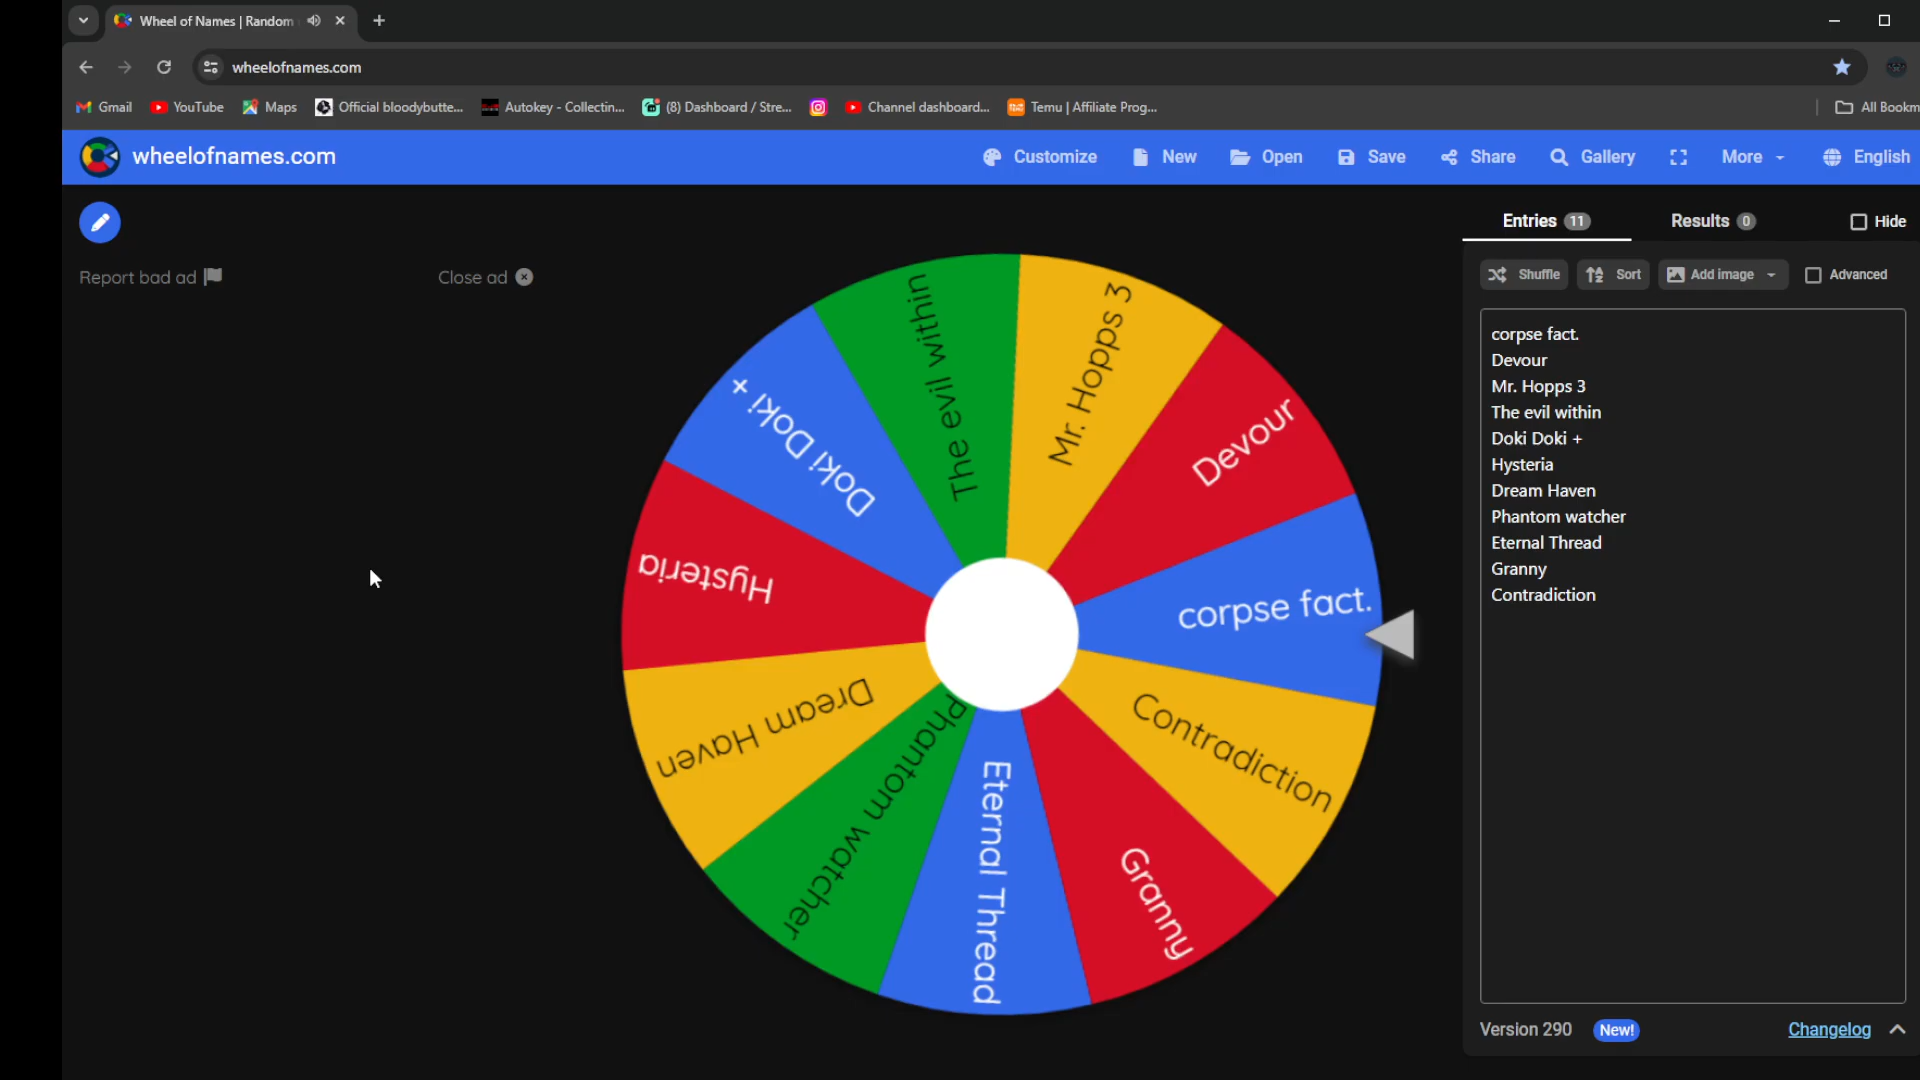 Wheel of Names | Random
wheelofnames.com
Gmail
YouTube
Maps
Official bloodybutte...
Autokey - Collectin...
(8) Dashboard / Stre...
Channel dashboard...
Temu | Affiliate Prog...
All Bookm
wheelofnames.com
Customize
New
Open
Save
Share
Gallery
More
English
Entries 11
Results 0
Hide
Report bad ad
Close ad
Shuffle
Sort
Add image
Advanced
The evil within
Mr. Hopps 3
Doki Doki +
Devour
Hysteria
corpse fact.
Dream Haven
Contradiction
Phantom watcher
Eternal Thread
Granny
corpse fact.
Devour
Mr. Hopps 3
The evil within
Doki Doki +
Hysteria
Dream Haven
Phantom watcher
Eternal Thread
Granny
Contradiction
Version 290
New!
Changelog